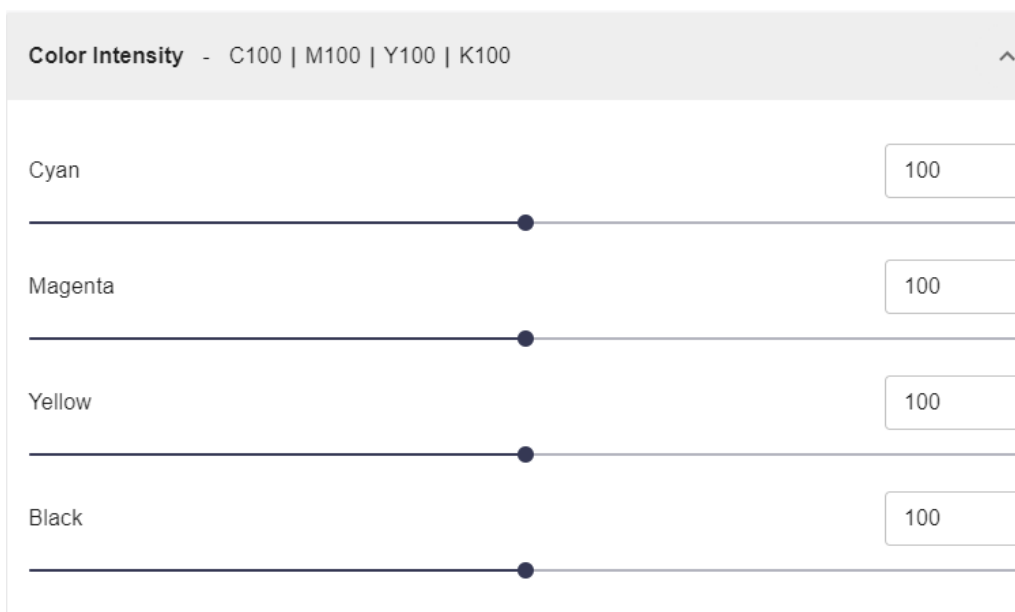 Color Intensity - C100 | M100 | Y100 | K100
Cyan 100
Magenta 100
Yellow 100
Black 100